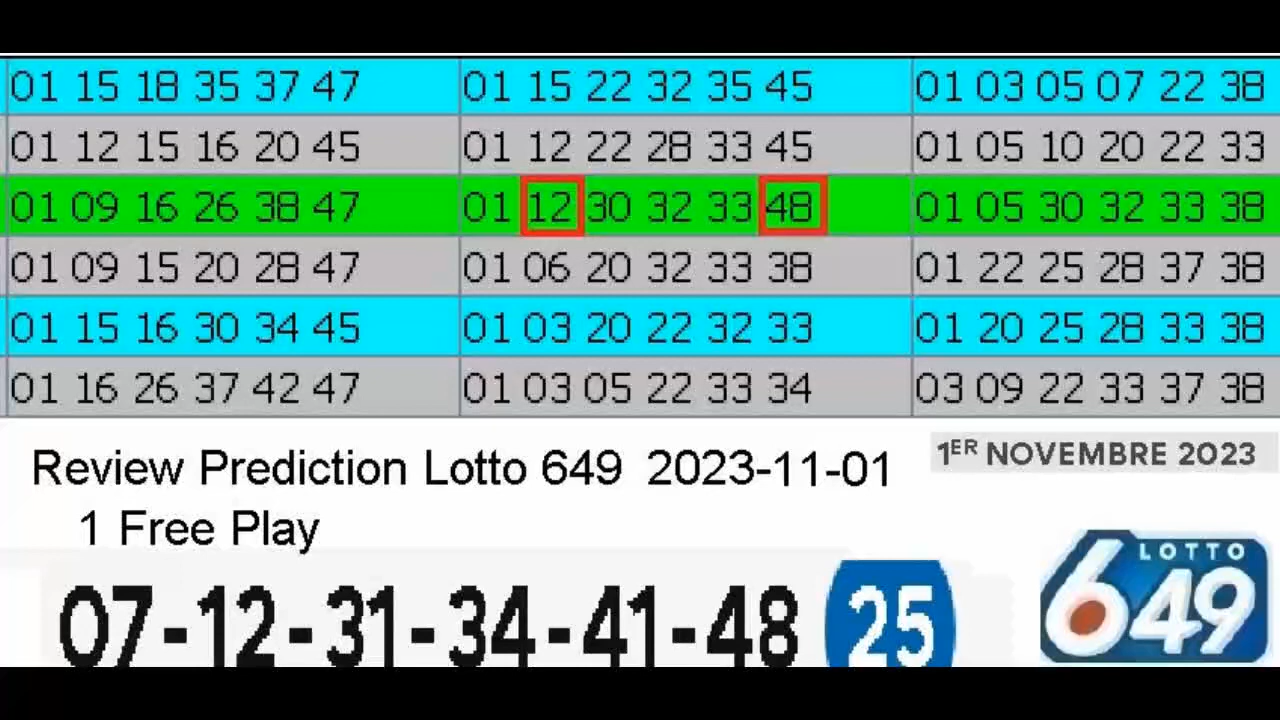 01 15 18 35 37 47 01 15 22 32 35 45 01 03 05 07 22 38
01 12 15 16 20 45 01 12 22 28 33 45 01 05 10 20 22 33
01 09 16 26 38 47 01 12 30 32 33 48 01 05 30 32 33 38
01 09 15 20 28 47 01 06 20 32 33 38 01 22 25 28 37 38
01 15 16 30 34 45 01 03 20 22 32 33 01 20 25 28 33 38
01 16 26 37 42 47 01 03 05 22 33 34 03 09 22 33 37 38
Review Prediction Lotto 649 2023-11-01
1ER NOVEMBRE 2023
1 Free Play
07-12-31-34-41-48 25
LOTTO
649